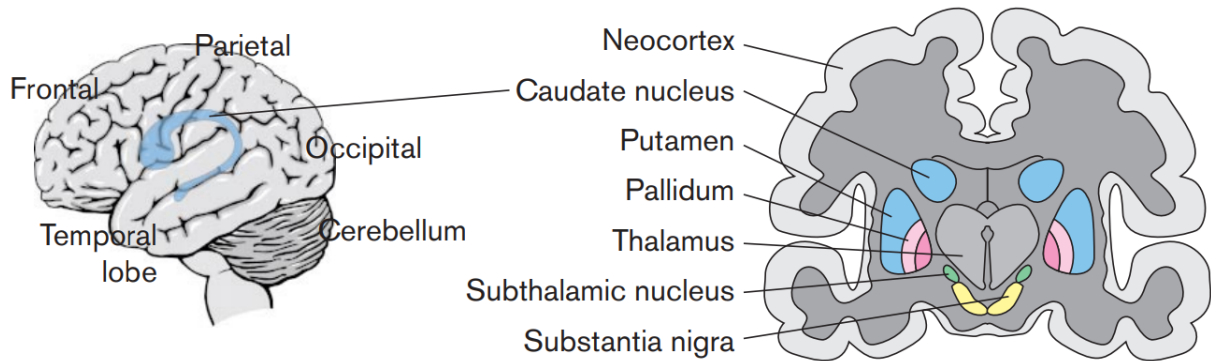 Parietal
Frontal
Occipital
Temporal
lobe
Cerebellum
Neocortex
Caudate nucleus
Putamen
Pallidum
Thalamus
Subthalamic nucleus
Substantia nigra